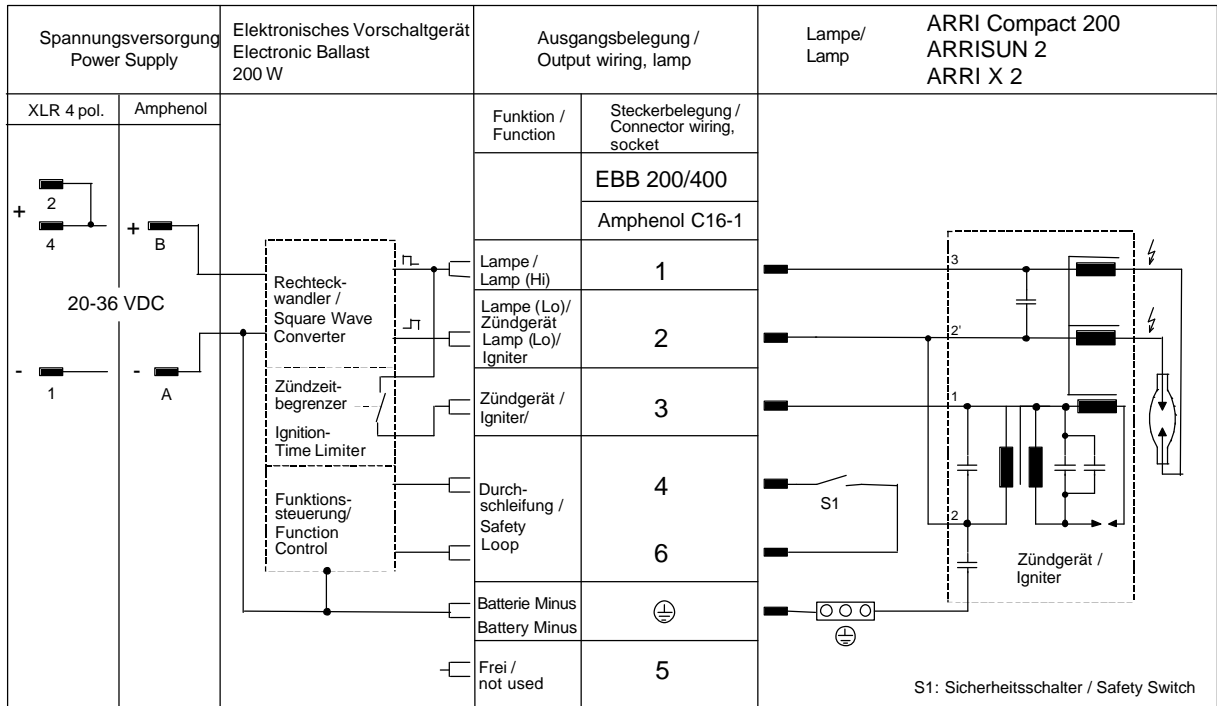 Spannungsversorgung
Power Supply
Elektronisches Vorschaltgerät
Electronic Ballast
200 W
Ausgangsbelegung /
Output wiring, lamp
Lampe/
Lamp
ARRI Compact 200
ARRISUN 2
ARRI X 2
XLR 4 pol.
Amphenol
Funktion /
Function
Steckerbelegung /
Connector wiring,
socket
EBB 200/400
Amphenol C16-1
2
+
4
+
B
20-36 VDC
-
1
-
A
Rechteck-
wandler /
Square Wave
Converter
Zündzeit-
begrenzer
Ignition-
Time Limiter
Funktions-
steuerung/
Function
Control
Lampe /
Lamp (Hi)
1
Lampe (Lo)/
Zündgerät
Lamp (Lo)/
Igniter
2
Zündgerät /
Igniter/
3
Durch-
schleifung /
Safety
Loop
4
6
Batterie Minus
Battery Minus
Frei /
not used
5
3
2'
1
2
S1
Zündgerät /
Igniter
S1: Sicherheitsschalter / Safety Switch